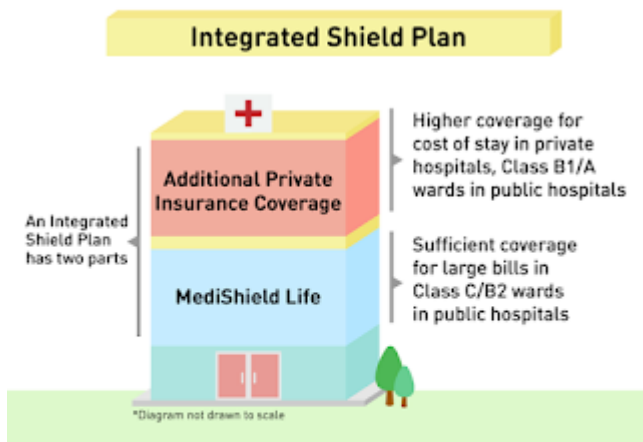 Integrated Shield Plan
An Integrated
Shield Plan
has two parts
Additional Private
Insurance Coverage
MediShield Life
Higher coverage for
cost of stay in private
hospitals, Class B1/A
wards in public hospitals
Sufficient coverage
for large bills in
Class C/B2 wards
in public hospitals
*Diagram not drawn to scale